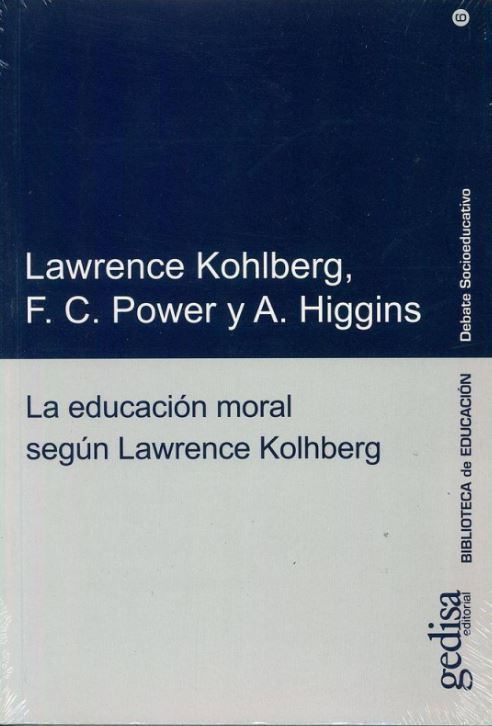 6
Lawrence Kohlberg,
F. C. Power y A. Higgins
La educación moral
según Lawrence Kolhberg
BIBLIOTECA de EDUCACIÓN Debate Socioeducativo
gedisa
editorial